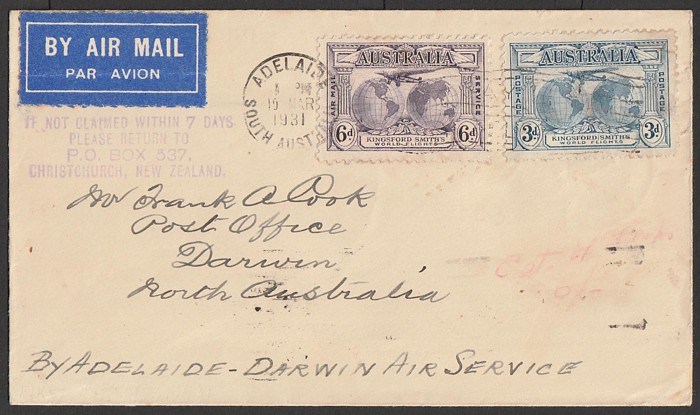 BY AIR MAIL
PAR AVION
ADELAIDE
15 MAR
1931
SOUTH AUST
AUSTRALIA
AIR MAIL
SERVICE
6d
6d
KINGSFORD SMITH'S
WORLD FLIGHTS
AUSTRALIA
POSTAGE
POSTAGE
3d
3d
KINGSFORD SMITH'S
WORLD FLIGHTS
IF NOT CLAIMED WITHIN 7 DAYS
PLEASE RETURN TO
P.O. BOX 537,
CHRISTCHURCH, NEW ZEALAND.
Mr Frank A Cook
Post Office
Darwin
North Australia
BY ADELAIDE-DARWIN AIR SERVICE